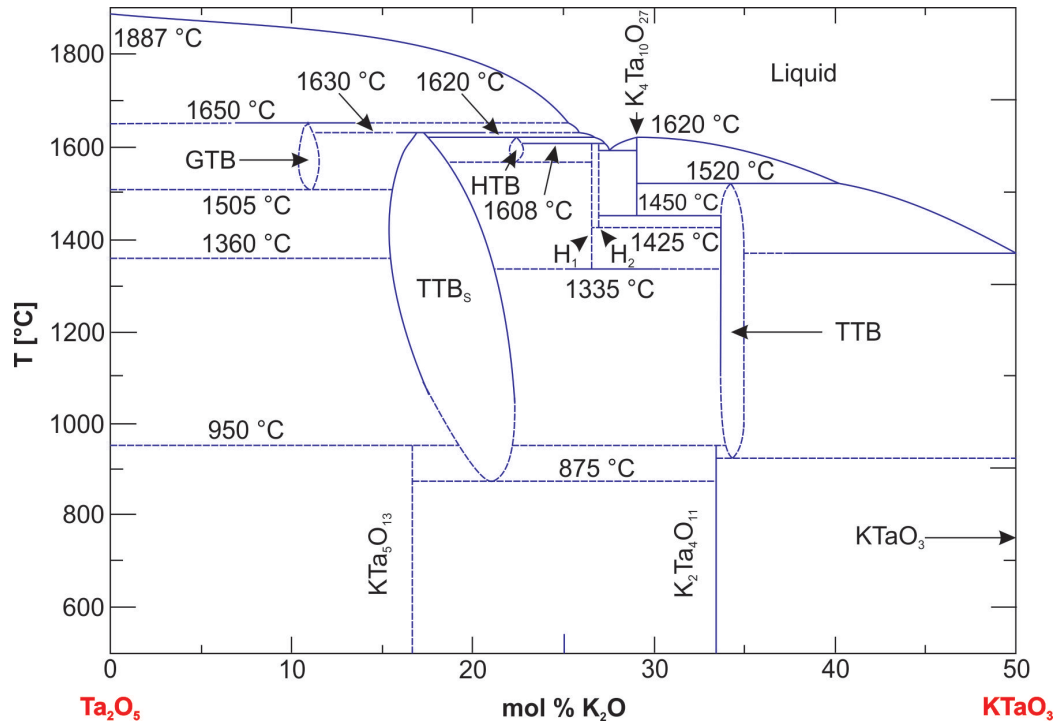 1887 °C
K₄Ta₁₀O₂₇
Liquid
1630 °C
1620 °C
1650 °C
1620 °C
GTB
HTB
1608 °C
1520 °C
1505 °C
1450 °C
1360 °C
H₁
H₂
1425 °C
1335 °C
TTBₛ
TTB
950 °C
875 °C
KTa₅O₁₃
K₂Ta₄O₁₁
KTaO₃
T [°C]
1800
1600
1400
1200
1000
800
600
0
10
20
30
40
50
Ta₂O₅
mol % K₂O
KTaO₃